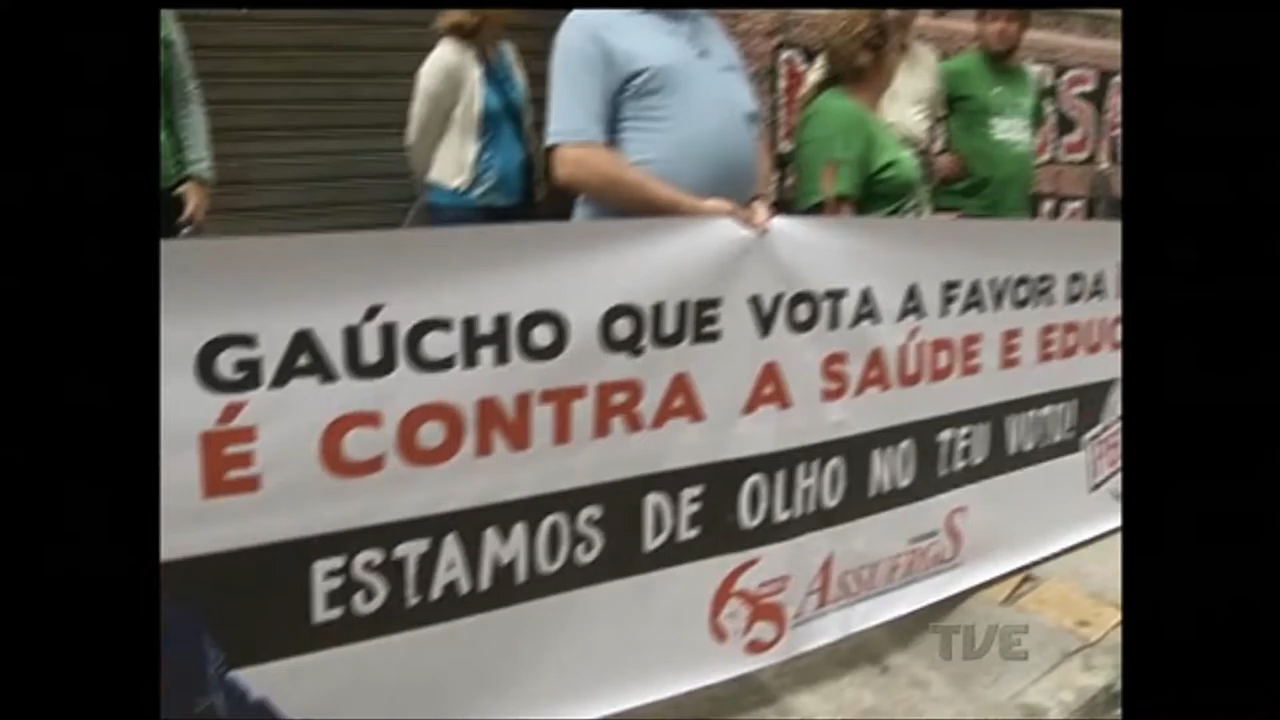 GAÚCHO QUE VOTA A FAVOR DA
É CONTRA A SAÚDE E EDUC
ESTAMOS DE OLHO NO TEU VOTO!
65 ASSUFRGS
TVE